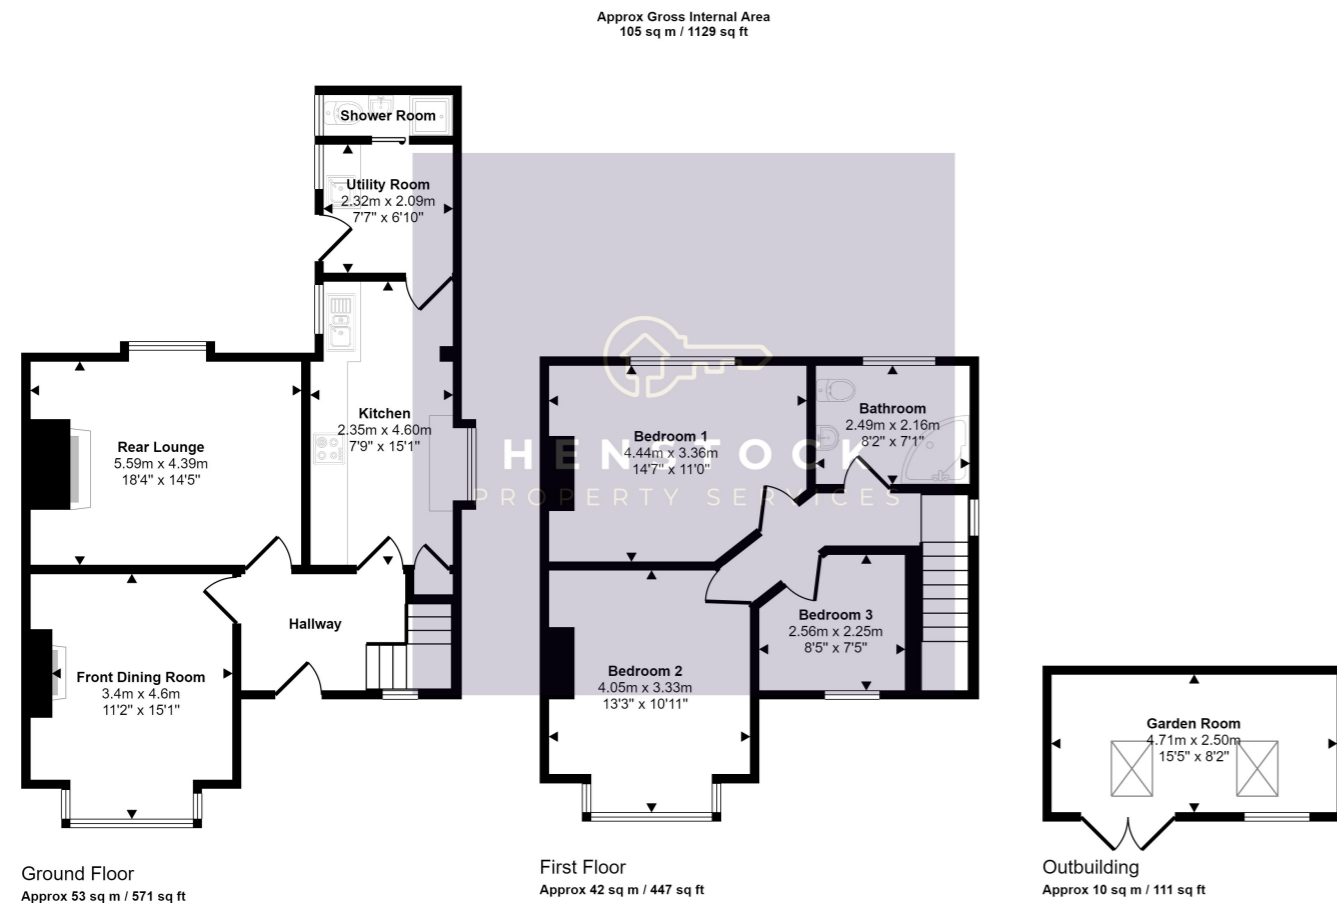 Approx Gross Internal Area
105 sq m / 1129 sq ft
Shower Room
Utility Room
2.32m x 2.09m
7'7" x 6'10"
Kitchen
2.35m x 4.60m
7'9" x 15'1"
Rear Lounge
5.59m x 4.39m
18'4" x 14'5"
Hallway
Front Dining Room
3.4m x 4.6m
11'2" x 15'1"
Ground Floor
Approx 53 sq m / 571 sq ft
HENSTOCK
PROPERTY SERVICES
Bedroom 1
4.44m x 3.36m
14'7" x 11'0"
Bathroom
2.49m x 2.16m
8'2" x 7'1"
Bedroom 3
2.56m x 2.25m
8'5" x 7'5"
Bedroom 2
4.05m x 3.33m
13'3" x 10'11"
First Floor
Approx 42 sq m / 447 sq ft
Garden Room
4.71m x 2.50m
15'5" x 8'2"
Outbuilding
Approx 10 sq m / 111 sq ft